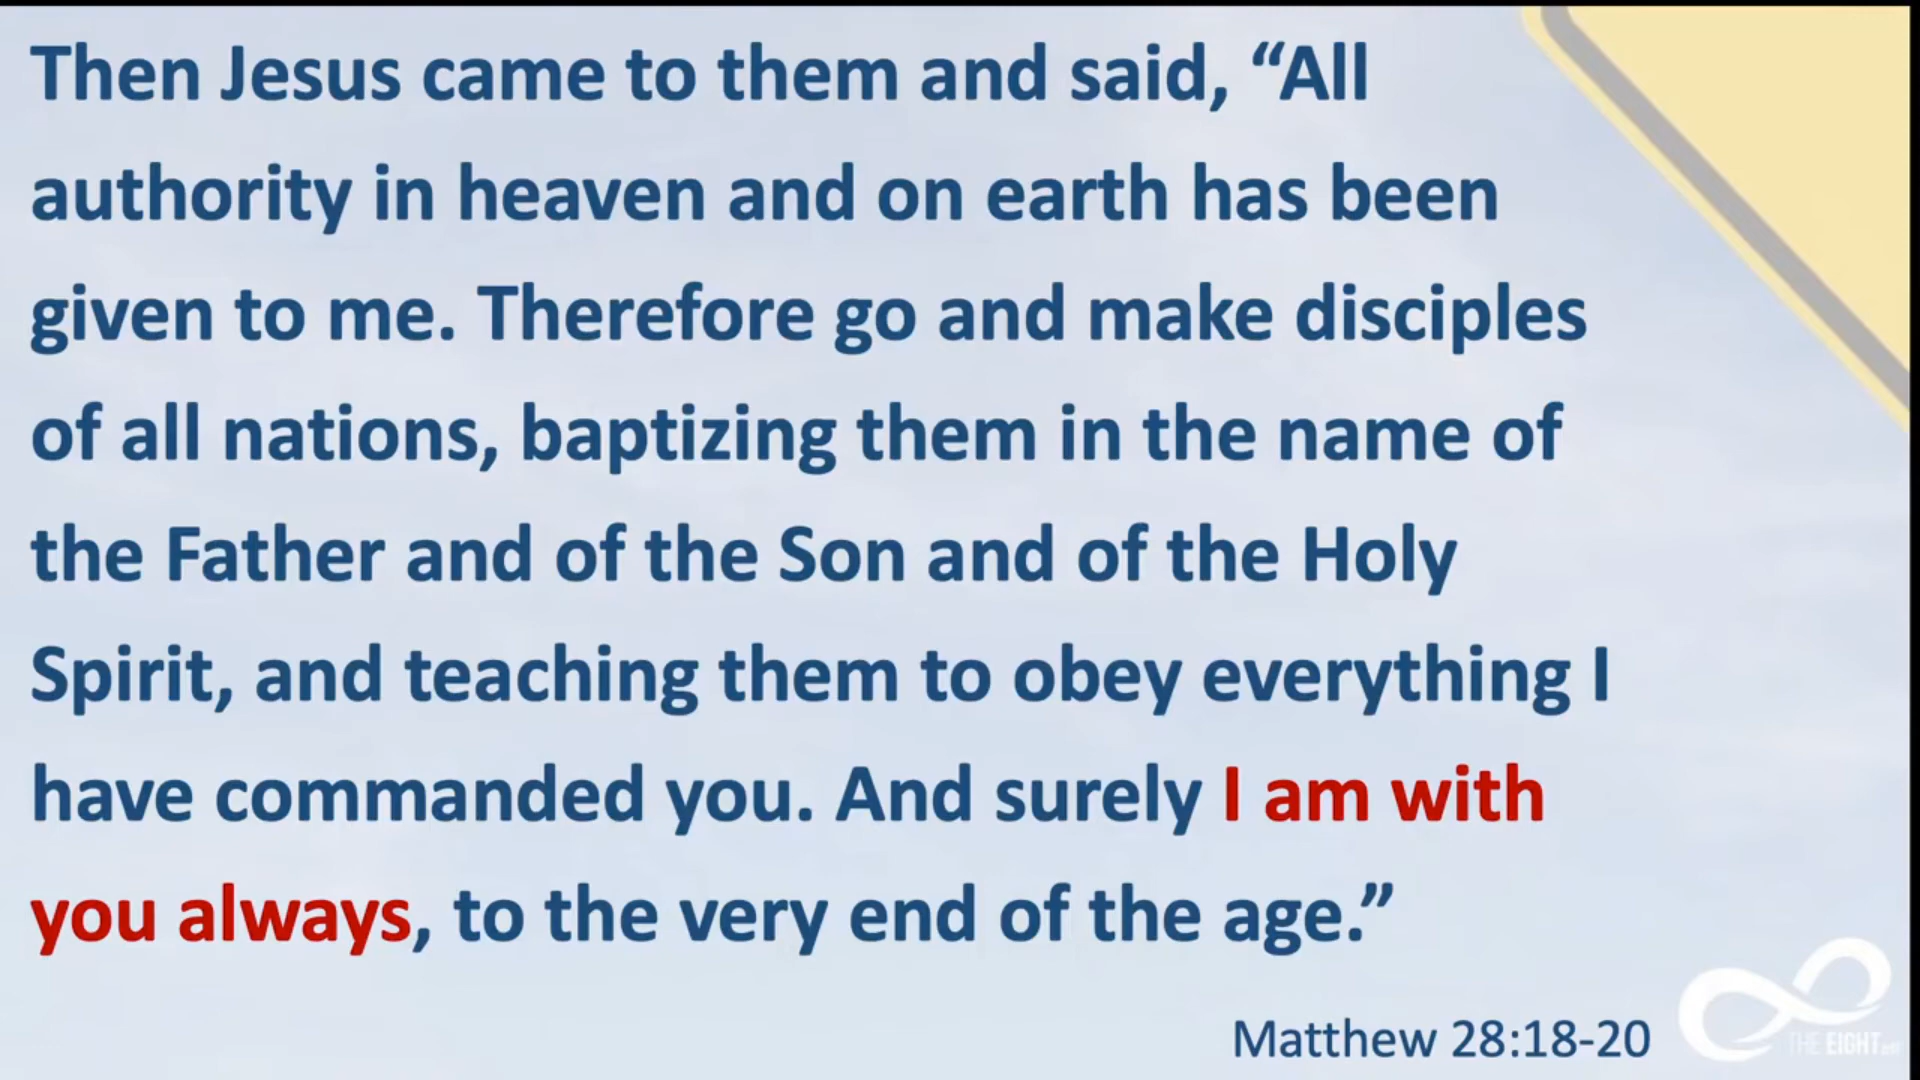 Then Jesus came to them and said, “All
authority in heaven and on earth has been
given to me. Therefore go and make disciples
of all nations, baptizing them in the name of
the Father and of the Son and of the Holy
Spirit, and teaching them to obey everything I
have commanded you. And surely I am with
you always, to the very end of the age.”
Matthew 28:18-20
THE EIGHT